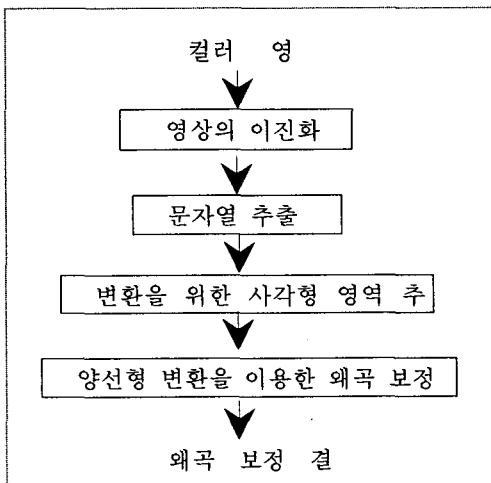 컬러 영
영상의 이진화
문자열 추출
변환을 위한 사각형 영역 추
양선형 변환을 이용한 왜곡 보정
왜곡 보정 결